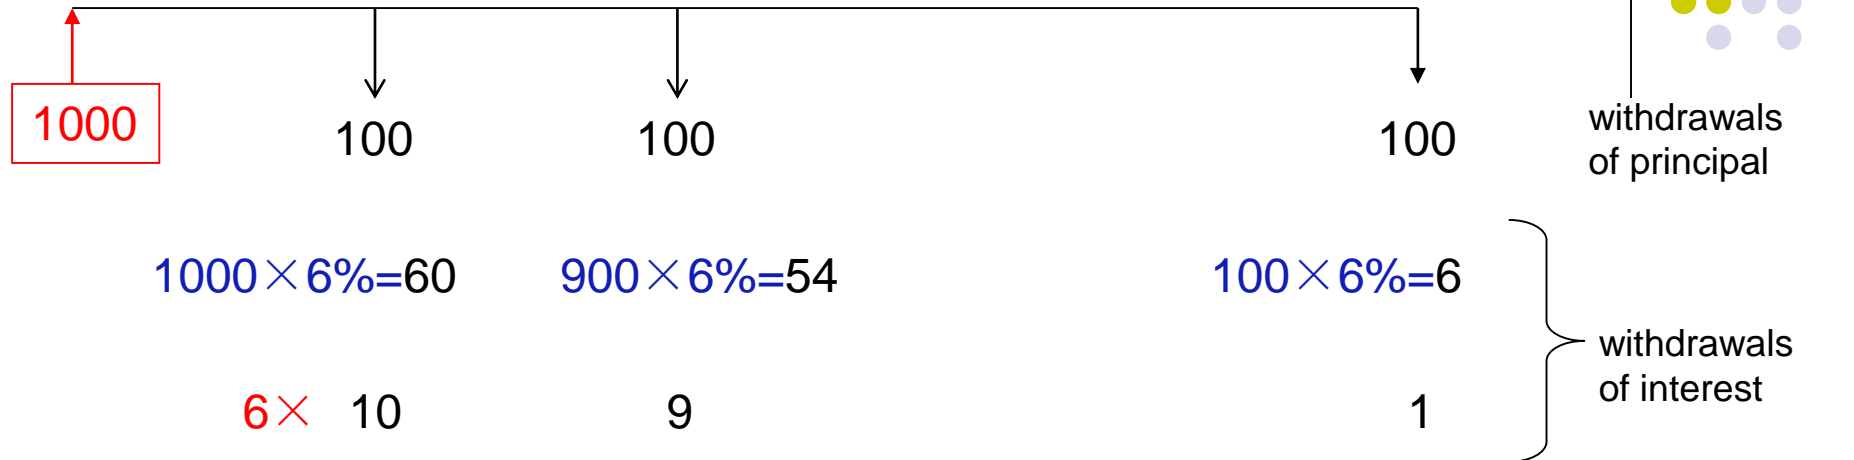 1000
100 100 100
withdrawals
of principal
1000×6%=60 900×6%=54 100×6%=6
withdrawals
of interest
6× 10 9 1